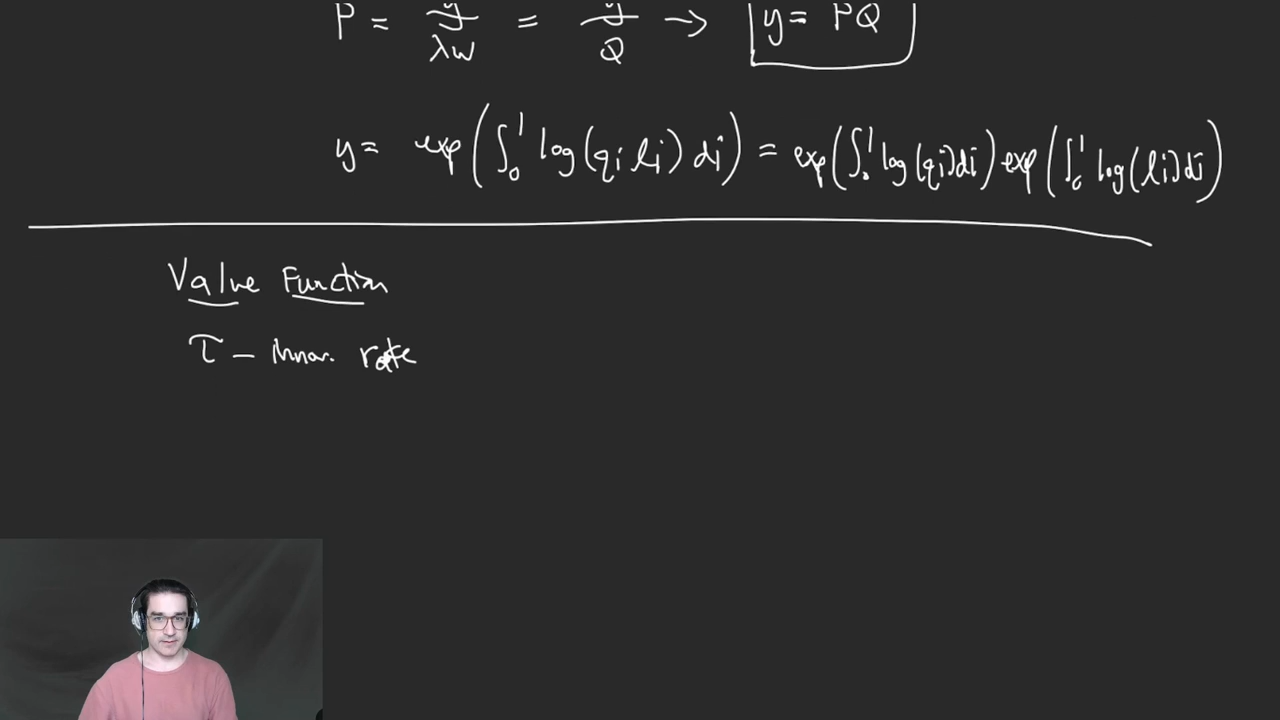 P = y/λw = y/Q → y = PQ
y = exp(∫₀¹ log(qi li) di) = exp(∫₀¹ log(qi)di) exp(∫₀¹ log(li)di)
Value Function
τ – innov. rate